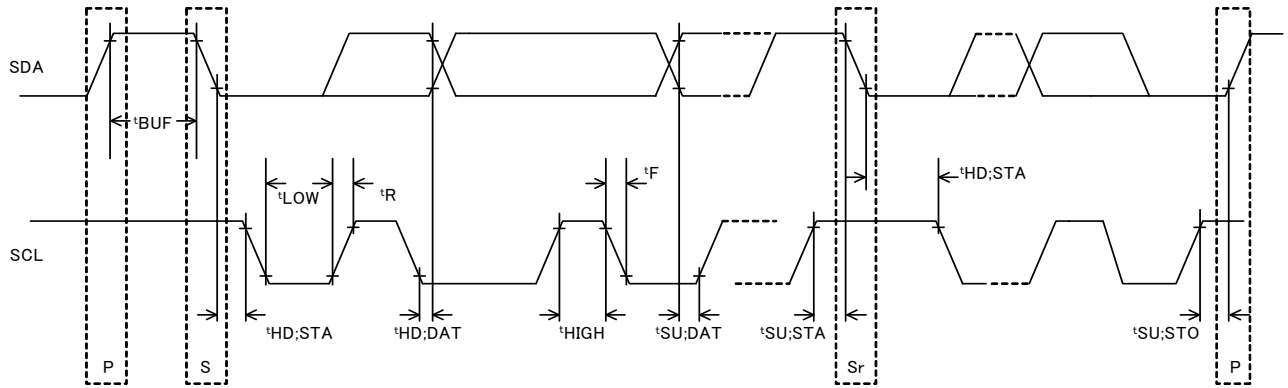 SDA
tBUF
tLOW
tR
tF
tHD;STA
SCL
tHD;STA
tHD;DAT
tHIGH
tSU;DAT
tSU;STA
tSU;STO
P
S
Sr
P